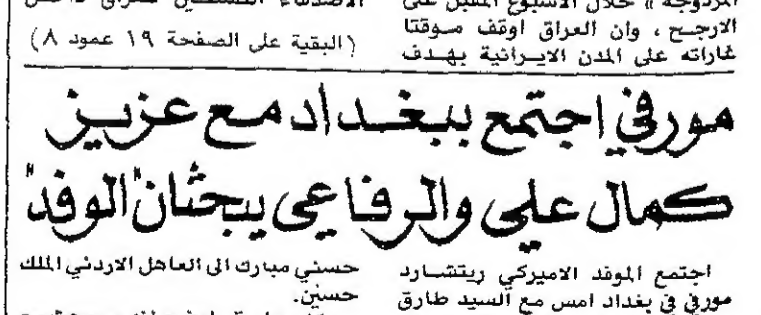 المزدوجة » خلال الاسبوع المقبل على
الارجح ، وان العراق اوقف موقتا
غاراته على المدن الايرانية بهدف
(البقية على الصفحة ١٩ عمود ٨)
مورفي اجتمع ببغداد مع عزيز
كمال علي والرفاعي يبحثان "الوفد"
اجتمع الموفد الاميركي ريتشارد
مورفي في بغداد امس مع السيد طارق
حسني مبارك الى العاهل الاردني الملك
حسين.